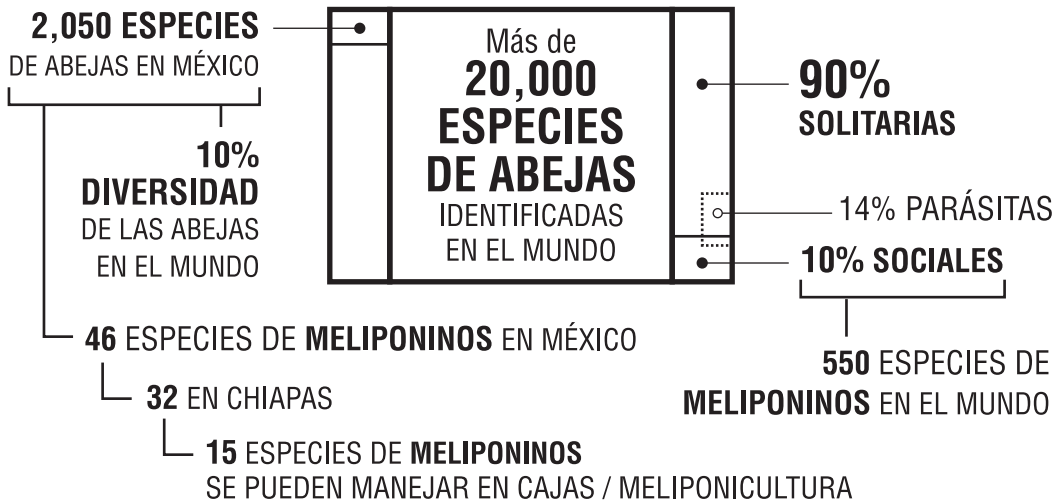 2,050 ESPECIES
DE ABEJAS EN MÉXICO
10%
DIVERSIDAD
DE LAS ABEJAS
EN EL MUNDO
Más de
20,000
ESPECIES
DE ABEJAS
IDENTIFICADAS
EN EL MUNDO
90%
SOLITARIAS
14% PARÁSITAS
10% SOCIALES
550 ESPECIES DE
MELIPONINOS EN EL MUNDO
46 ESPECIES DE MELIPONINOS EN MÉXICO
32 EN CHIAPAS
15 ESPECIES DE MELIPONINOS
SE PUEDEN MANEJAR EN CAJAS / MELIPONICULTURA